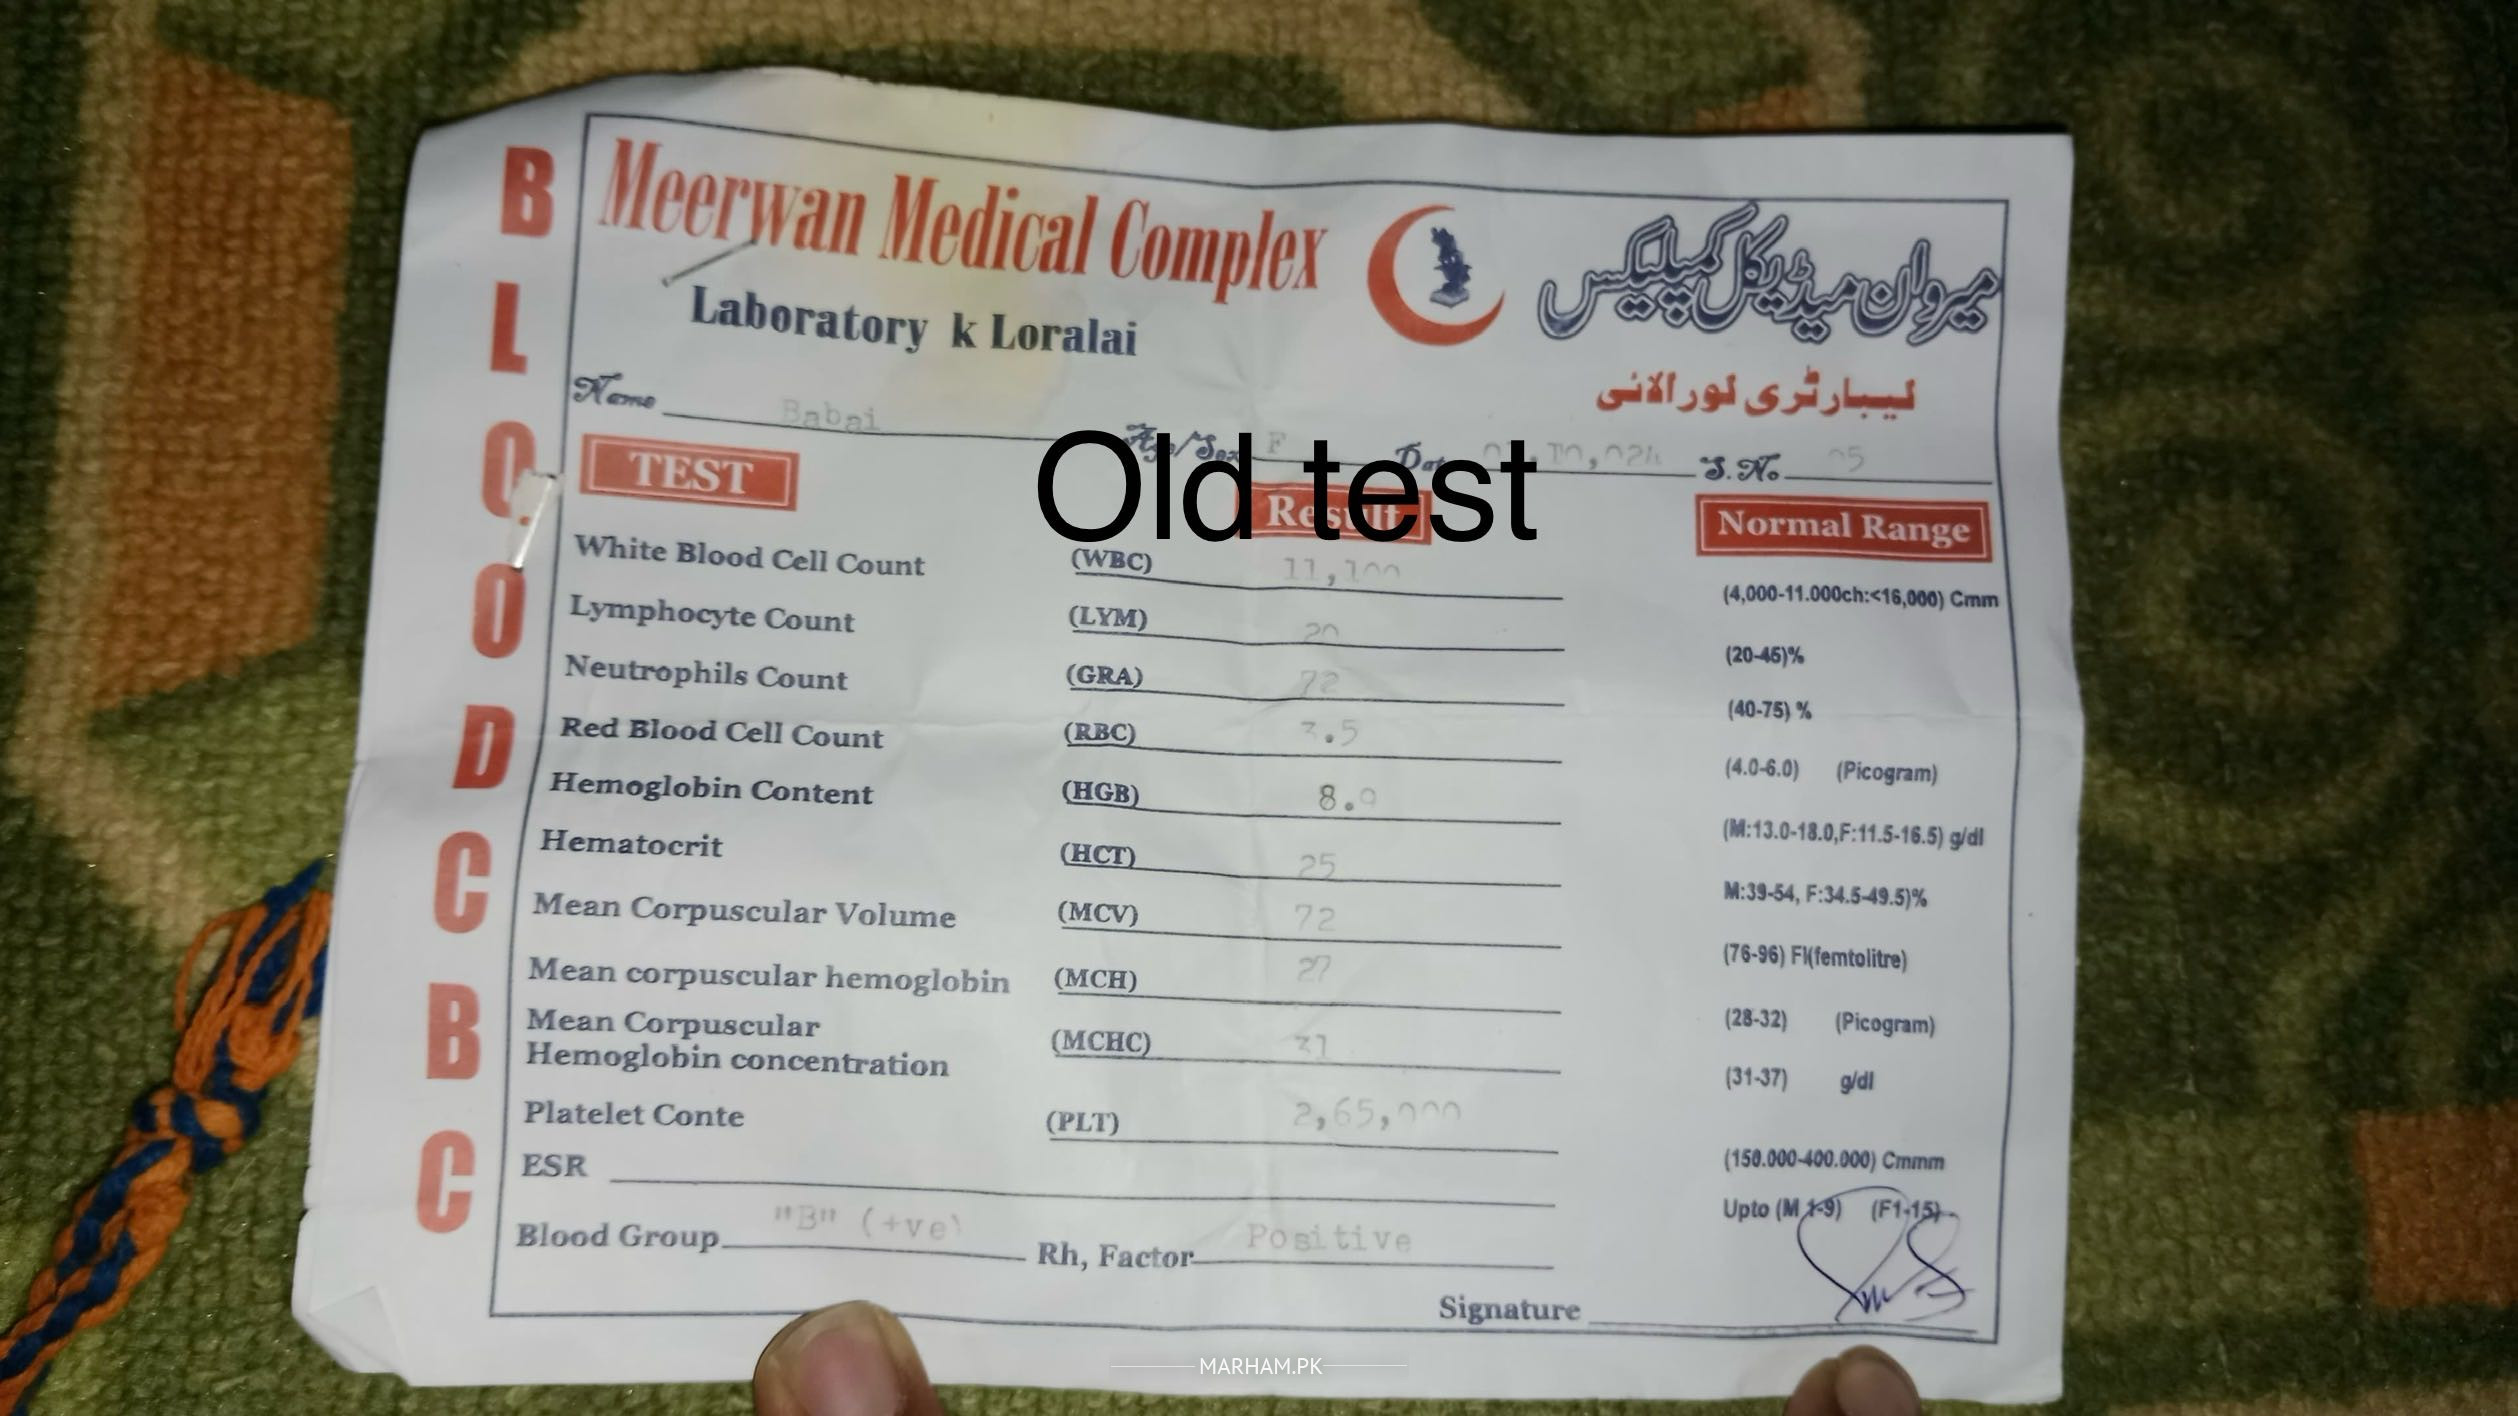 BLOOD CBC
Meerwan Medical Complex
میروان میڈیکل کمپلیکس
Laboratory k Loralai
لیبارٹری لورالائی
Name Babai Age/Sex F Date S.No
Old test
TEST Result Normal Range
White Blood Cell Count (WBC) 11,100 (4,000-11.000ch:<16,000) Cmm
Lymphocyte Count (LYM) 20 (20-45)%
Neutrophils Count (GRA) 72 (40-75) %
Red Blood Cell Count (RBC) 3.5 (4.0-6.0) (Picogram)
Hemoglobin Content (HGB) (M:13.0-18.0,F:11.5-16.5) g/dl
Hematocrit (HCT) 25 M:39-54, F:34.5-49.5)%
Mean Corpuscular Volume (MCV) 72 (76-96) Fl(femtolitre)
Mean corpuscular hemoglobin (MCH) 27 (28-32) (Picogram)
Mean Corpuscular
Hemoglobin concentration (MCHC) 31 (31-37) g/dl
Platelet Conte (PLT) 2,65,000 (150.000-400.000) Cmmm
ESR Upto (M 1-9) (F1-15)
Blood Group "B" (+ve) Rh, Factor Positive
Signature
MARHAM.PK